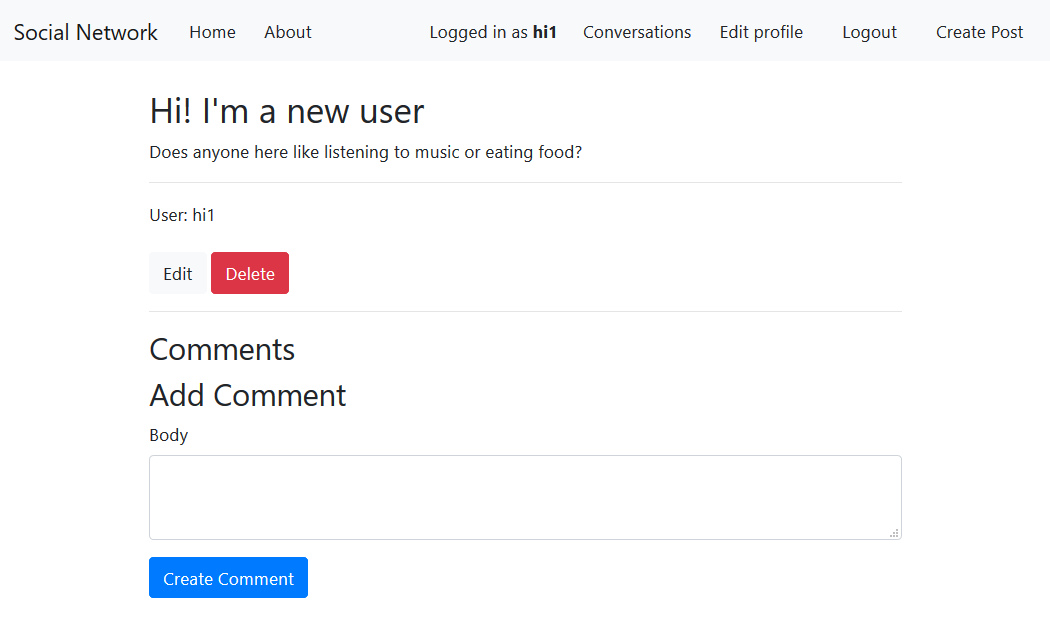 Social Network Home About Logged in as hi1 Conversations Edit profile Logout Create Post
Hi! I'm a new user
Does anyone here like listening to music or eating food?
User: hi1
Edit Delete
Comments
Add Comment
Body
Create Comment